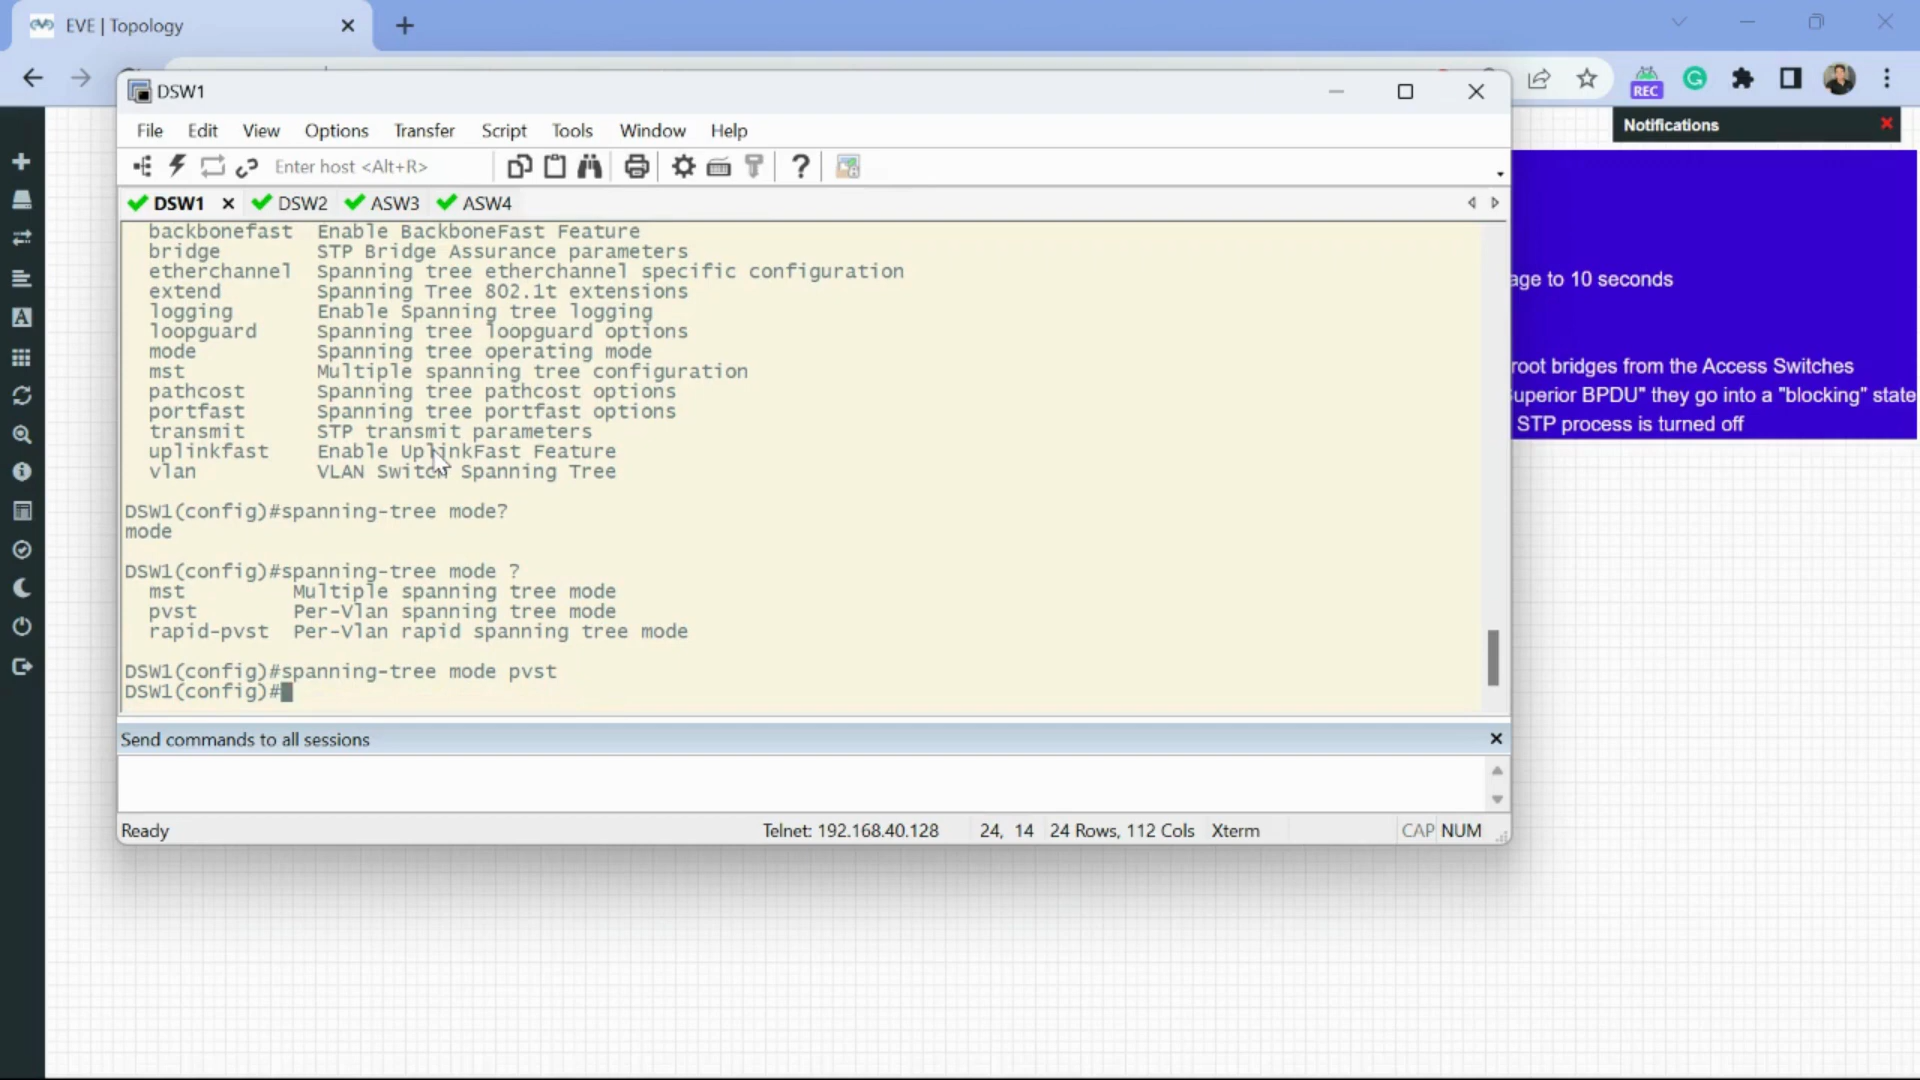 EVE | Topology
REC
DSW1
File Edit View Options Transfer Script Tools Window Help
Enter host <Alt+R>
DSW1 DSW2 ASW3 ASW4
backbonefast Enable BackboneFast Feature
bridge STP Bridge Assurance parameters
etherchannel Spanning tree etherchannel specific configuration
extend Spanning Tree 802.1t extensions
logging Enable Spanning tree logging
loopguard Spanning tree loopguard options
mode Spanning tree operating mode
mst Multiple spanning tree configuration
pathcost Spanning tree pathcost options
portfast Spanning tree portfast options
transmit STP transmit parameters
uplinkfast Enable UplinkFast Feature
vlan VLAN Switch Spanning Tree
DSW1(config)#spanning-tree mode?
mode
DSW1(config)#spanning-tree mode ?
mst Multiple spanning tree mode
pvst Per-Vlan spanning tree mode
rapid-pvst Per-Vlan rapid spanning tree mode
DSW1(config)#spanning-tree mode pvst
DSW1(config)#
Send commands to all sessions
Ready Telnet: 192.168.40.128 24, 14 24 Rows, 112 Cols Xterm CAP NUM
Notifications
age to 10 seconds
root bridges from the Access Switches
uperior BPDU" they go into a "blocking" state
STP process is turned off